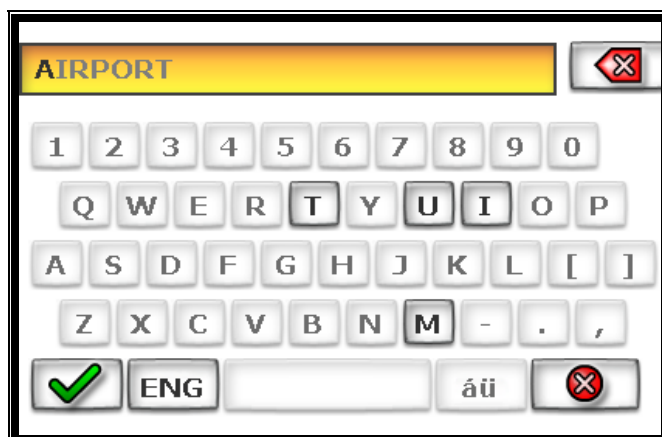 AIRPORT
1 2 3 4 5 6 7 8 9 0
Q W E R T Y U I O P
A S D F G H J K L [ ]
Z X C V B N M - . ,
ENG áü